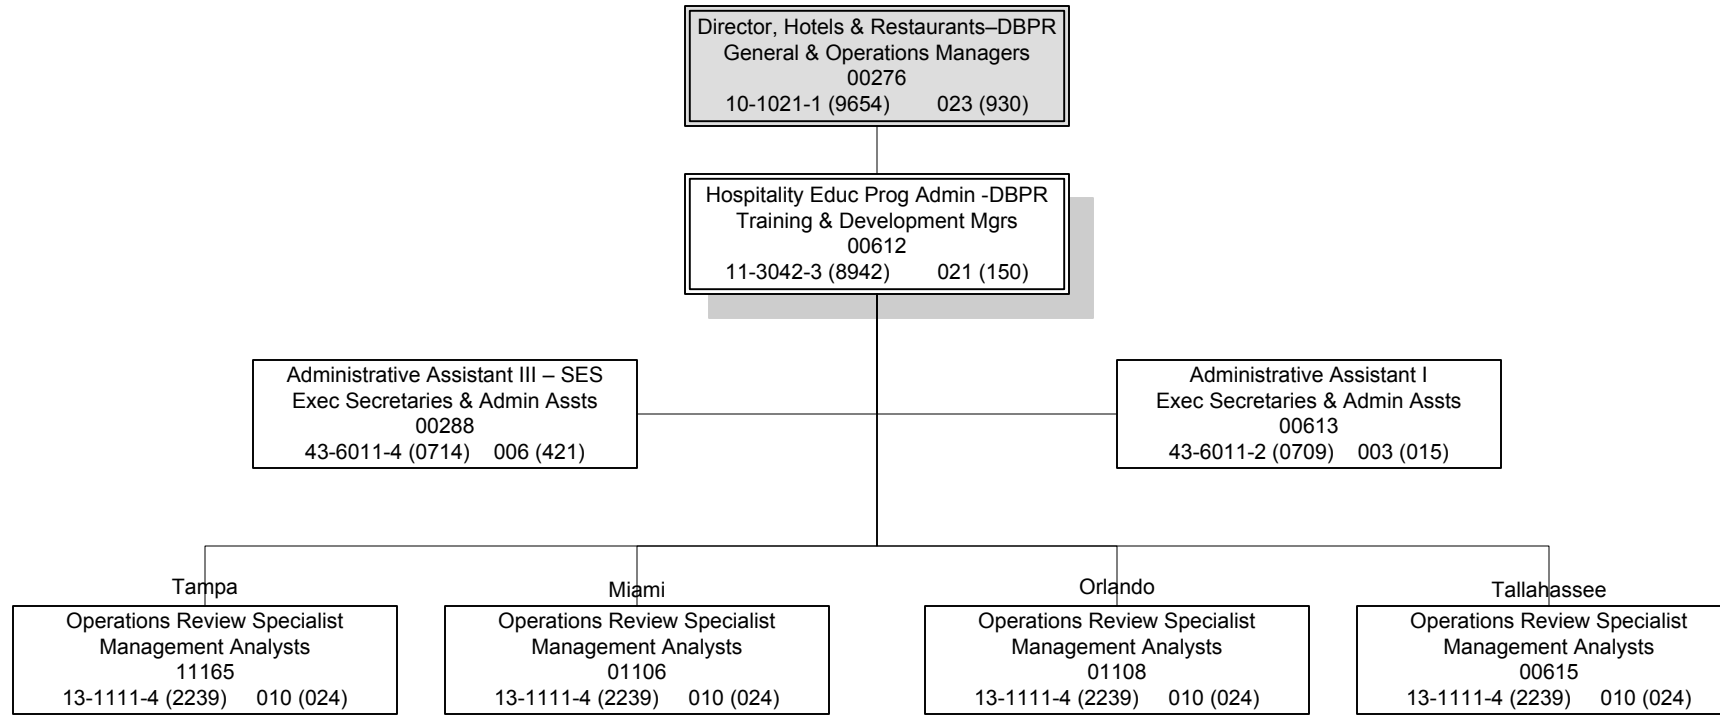 Director, Hotels & Restaurants–DBPR
General & Operations Managers
00276
10-1021-1 (9654) 023 (930)
Hospitality Educ Prog Admin -DBPR
Training & Development Mgrs
00612
11-3042-3 (8942) 021 (150)
Administrative Assistant III – SES
Exec Secretaries & Admin Assts
00288
43-6011-4 (0714) 006 (421)
Administrative Assistant I
Exec Secretaries & Admin Assts
00613
43-6011-2 (0709) 003 (015)
Tampa
Operations Review Specialist
Management Analysts
11165
13-1111-4 (2239) 010 (024)
Miami
Operations Review Specialist
Management Analysts
01106
13-1111-4 (2239) 010 (024)
Orlando
Operations Review Specialist
Management Analysts
01108
13-1111-4 (2239) 010 (024)
Tallahassee
Operations Review Specialist
Management Analysts
00615
13-1111-4 (2239) 010 (024)